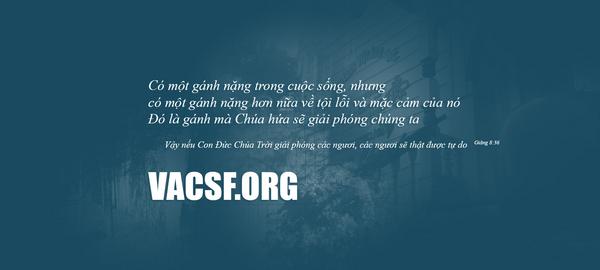 Có một gánh nặng trong cuộc sống, nhưng
có một gánh nặng hơn nữa về tội lỗi và mặc cảm của nó
Đó là gánh mà Chúa hứa sẽ giải phóng chúng ta
Vậy nếu Con Đức Chúa Trời giải phóng các ngươi, các ngươi sẽ thật được tự do Giăng 8:36
VACSF.ORG